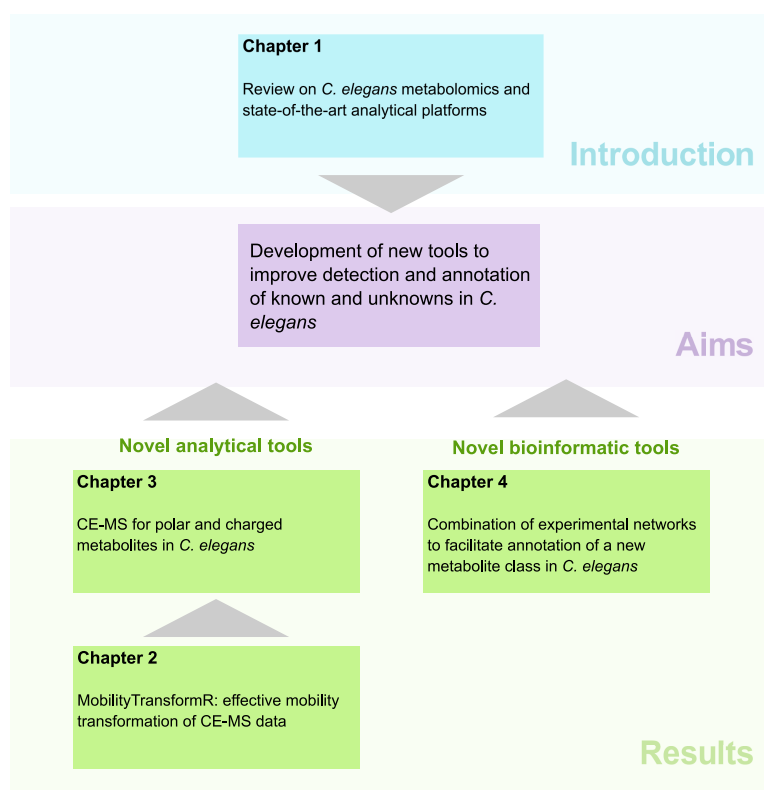 Chapter 1
Review on C. elegans metabolomics and
state-of-the-art analytical platforms
Introduction
Development of new tools to
improve detection and annotation
of known and unknowns in C.
elegans
Aims
Novel analytical tools
Chapter 3
CE-MS for polar and charged
metabolites in C. elegans
Chapter 2
MobilityTransformR: effective mobility
transformation of CE-MS data
Novel bioinformatic tools
Chapter 4
Combination of experimental networks
to facilitate annotation of a new
metabolite class in C. elegans
Results